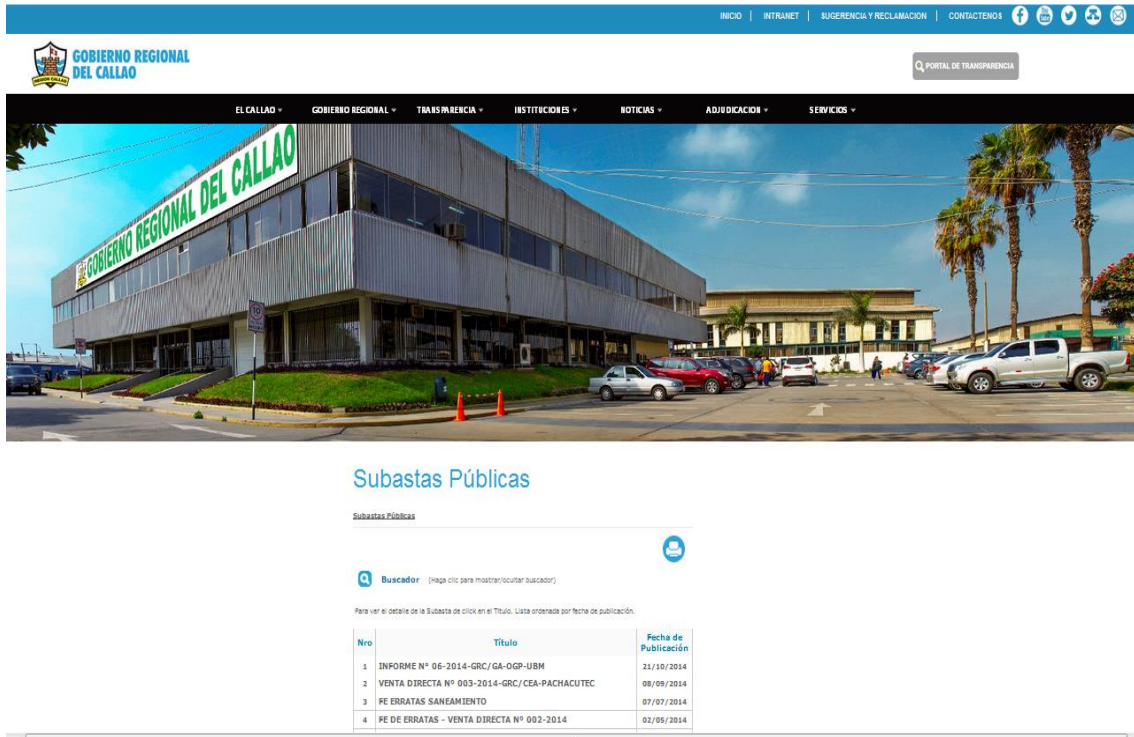 INICIO | INTRANET | SUGERENCIA Y RECLAMACION | CONTACTENOS
GOBIERNO REGIONAL
DEL CALLAO
REGION CALLAO
PORTAL DE TRANSPARENCIA
EL CALLAO GOBIERNO REGIONAL TRANSPARENCIA INSTITUCIONES NOTICIAS ADJUDICACION SERVICIOS
GOBIERNO REGIONAL DEL CALLAO
Subastas Públicas
Subastas Públicas
Buscador (Haga clic para mostrar/ocultar buscador)
Para ver el detalle de la Subasta de click en el Título. Lista ordenada por fecha de publicación.
Nro Título Fecha de Publicación
1 INFORME N° 06-2014-GRC/GA-OGP-UBM 21/10/2014
2 VENTA DIRECTA Nº 003-2014-GRC/CEA-PACHACUTEC 08/09/2014
3 FE ERRATAS SANEAMIENTO 07/07/2014
4 FE DE ERRATAS - VENTA DIRECTA Nº 002-2014 02/05/2014